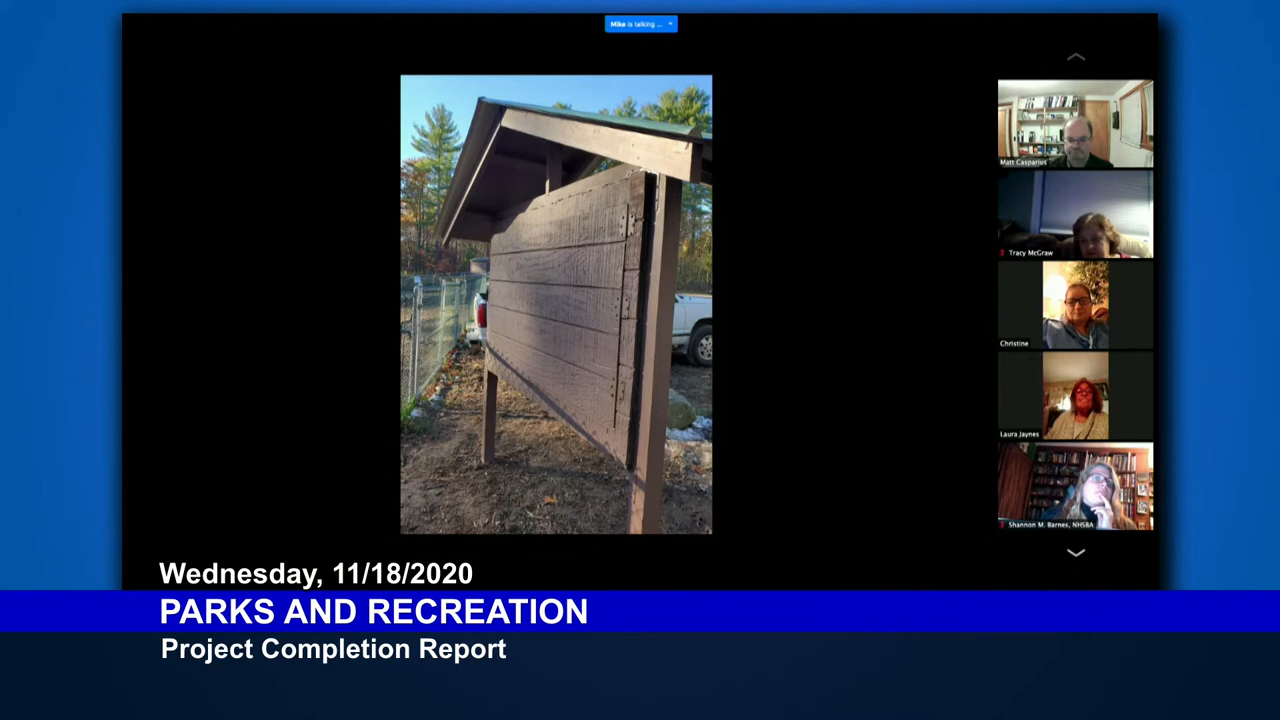 Mike is talking ...
Matt Casparius
Tracy McGraw
Christine
Laura Jaynes
Shannon M. Barnes, NHSBA
Wednesday, 11/18/2020
PARKS AND RECREATION
Project Completion Report